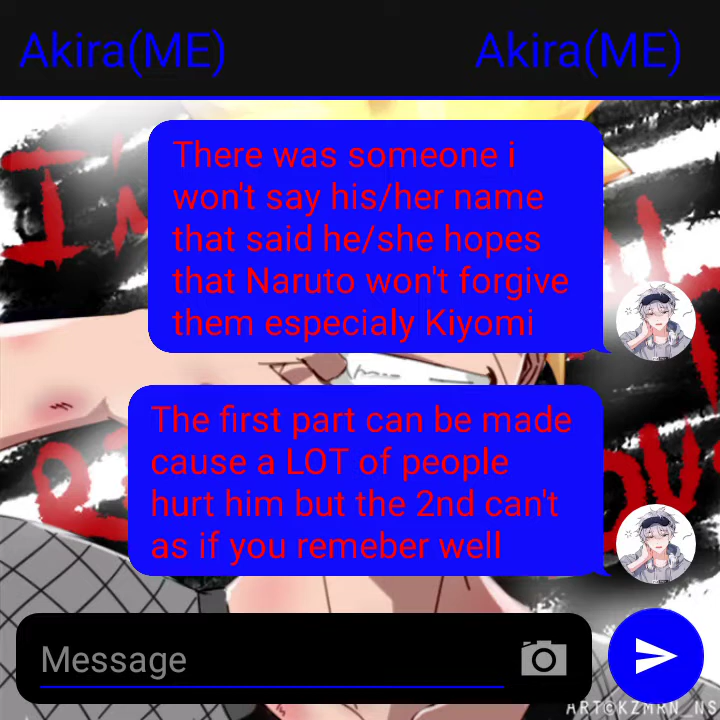 Akira(ME) Akira(ME)
There was someone i
won't say his/her name
that said he/she hopes
that Naruto won't forgive
them especialy Kiyomi
The first part can be made
cause a LOT of people
hurt him but the 2nd can't
as if you remeber well
Message
ART©KZMRN_NS